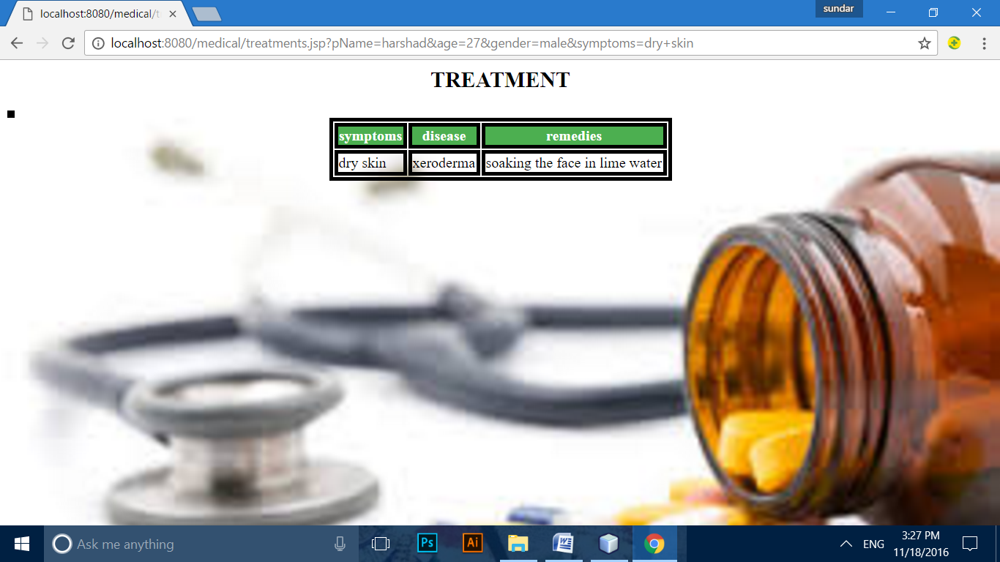 localhost:8080/medical/t
sundar
localhost:8080/medical/treatments.jsp?pName=harshad&age=27&gender=male&symptoms=dry+skin
TREATMENT
symptoms disease remedies
dry skin xeroderma soaking the face in lime water
Ask me anything
Ps
Ai
W
ENG
3:27 PM
11/18/2016